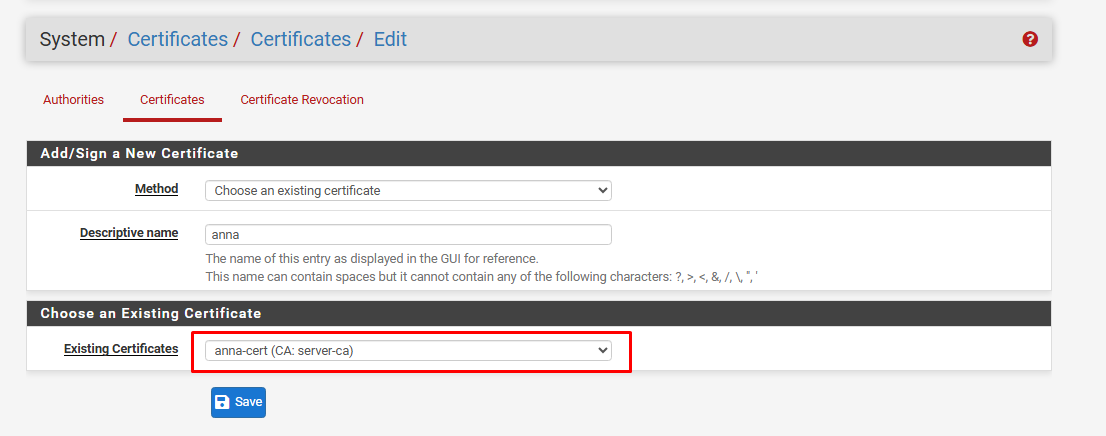 System / Certificates / Certificates / Edit ?
Authorities Certificates Certificate Revocation
Add/Sign a New Certificate
Method Choose an existing certificate
Descriptive name anna
The name of this entry as displayed in the GUI for reference.
This name can contain spaces but it cannot contain any of the following characters: ?, >, <, &, /, \, ", '
Choose an Existing Certificate
Existing Certificates anna-cert (CA: server-ca)
Save